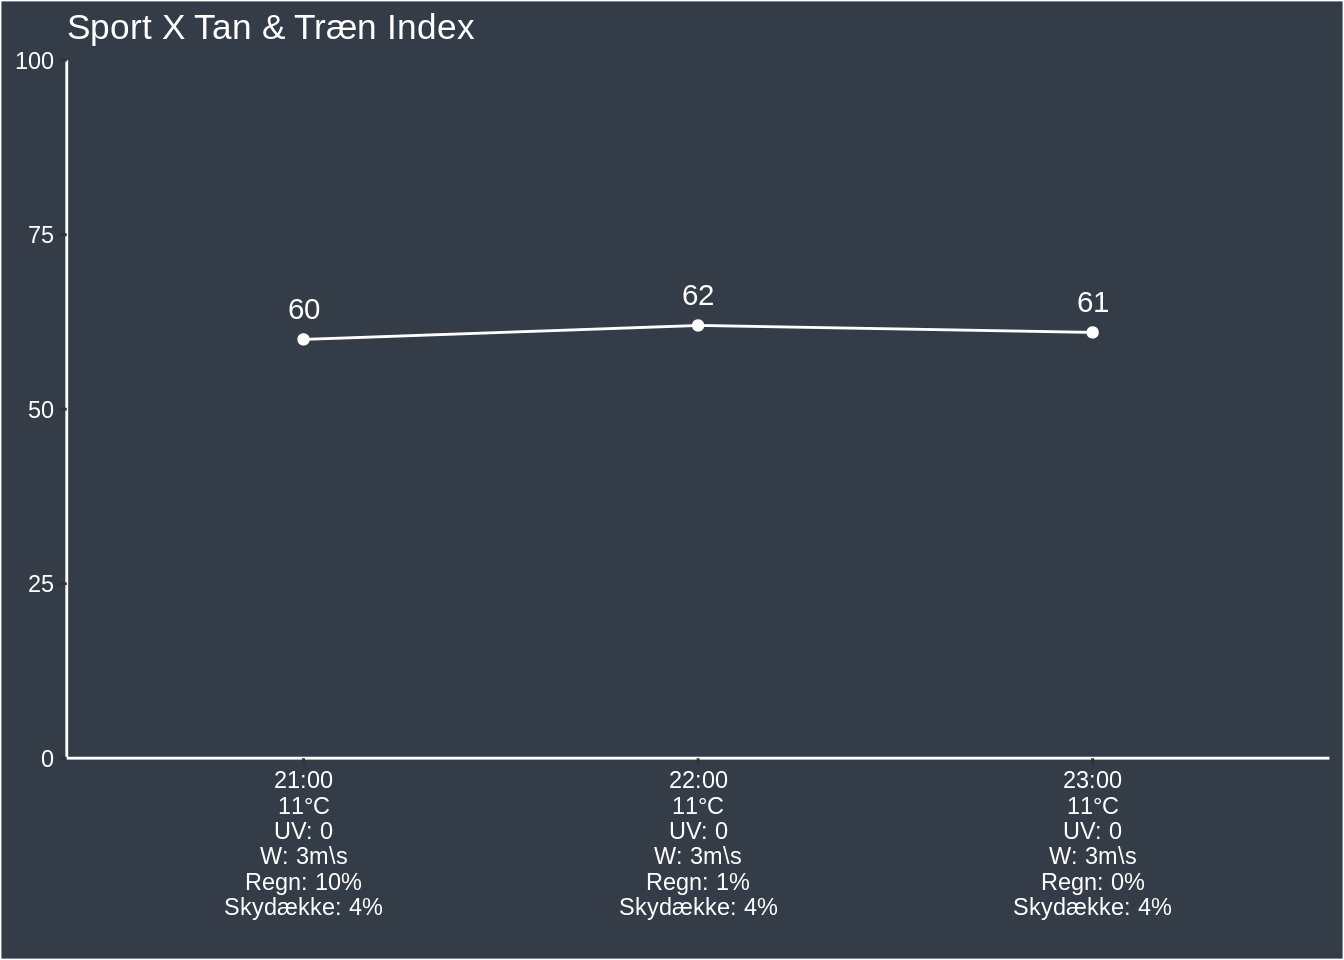 Sport X Tan & Træn Index
100
75
50
25
0
60
62
61
21:00
11°C
UV: 0
W: 3m\s
Regn: 10%
Skydække: 4%
22:00
11°C
UV: 0
W: 3m\s
Regn: 1%
Skydække: 4%
23:00
11°C
UV: 0
W: 3m\s
Regn: 0%
Skydække: 4%